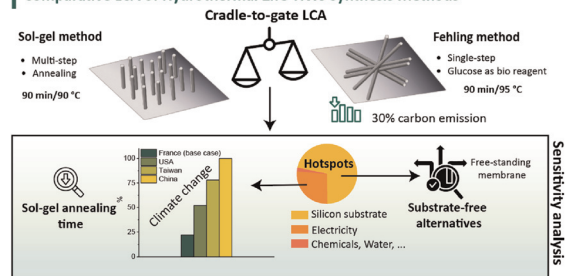 Cradle-to-gate LCA
Sol-gel method
• Multi-step
• Annealing
90 min/90 °C
Fehling method
• Single-step
• Glucose as bio reagent
90 min/95 °C
30% carbon emission
Sol-gel annealing
time
100
75
50
25
0
%
France (base case)
USA
Taiwan
China
Climate change
Hotspots
Silicon substrate
Electricity
Chemicals, Water, ...
Free-standing
membrane
Substrate-free
alternatives
Sensitivity analysis